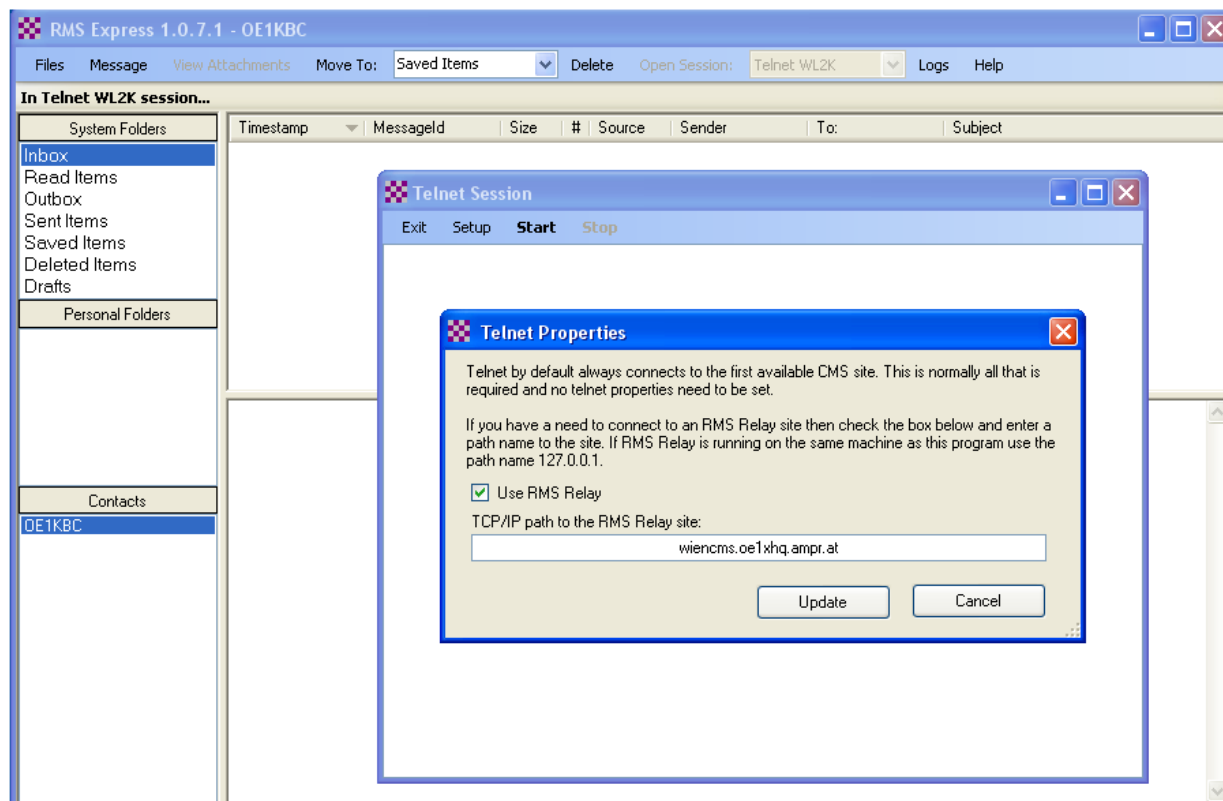 RMS Express 1.0.7.1 - OE1KBC
Files Message View Attachments Move To: Saved Items Delete Open Session: Telnet WL2K Logs Help
In Telnet WL2K session...
System Folders
Timestamp MessageId Size # Source Sender To: Subject
Inbox
Read Items
Outbox
Sent Items
Saved Items
Deleted Items
Drafts
Personal Folders
Contacts
OE1KBC
Telnet Session
Exit Setup Start Stop
Telnet Properties
Telnet by default always connects to the first available CMS site. This is normally all that is
required and no telnet properties need to be set.
If you have a need to connect to an RMS Relay site then check the box below and enter a
path name to the site. If RMS Relay is running on the same machine as this program use the
path name 127.0.0.1.
Use RMS Relay
TCP/IP path to the RMS Relay site:
wiencms.oe1xhq.ampr.at
Update Cancel